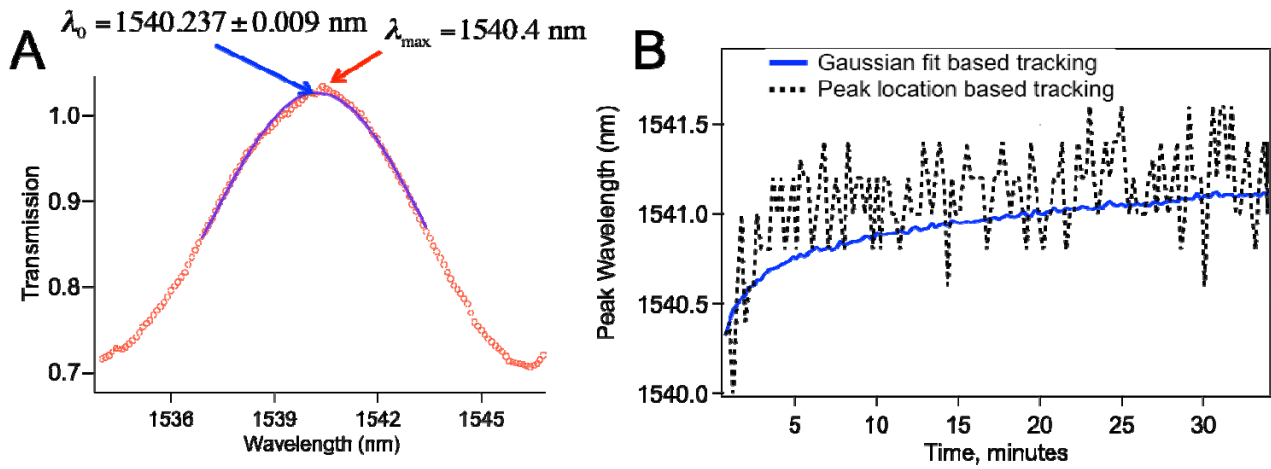 A
λ0 = 1540.237 ± 0.009 nm
λmax = 1540.4 nm
Transmission
1.0
0.9
0.8
0.7
1536
1539
1542
1545
Wavelength (nm)
B
Gaussian fit based tracking
Peak location based tracking
Peak Wavelength (nm)
1541.5
1541.0
1540.5
1540.0
5
10
15
20
25
30
Time, minutes